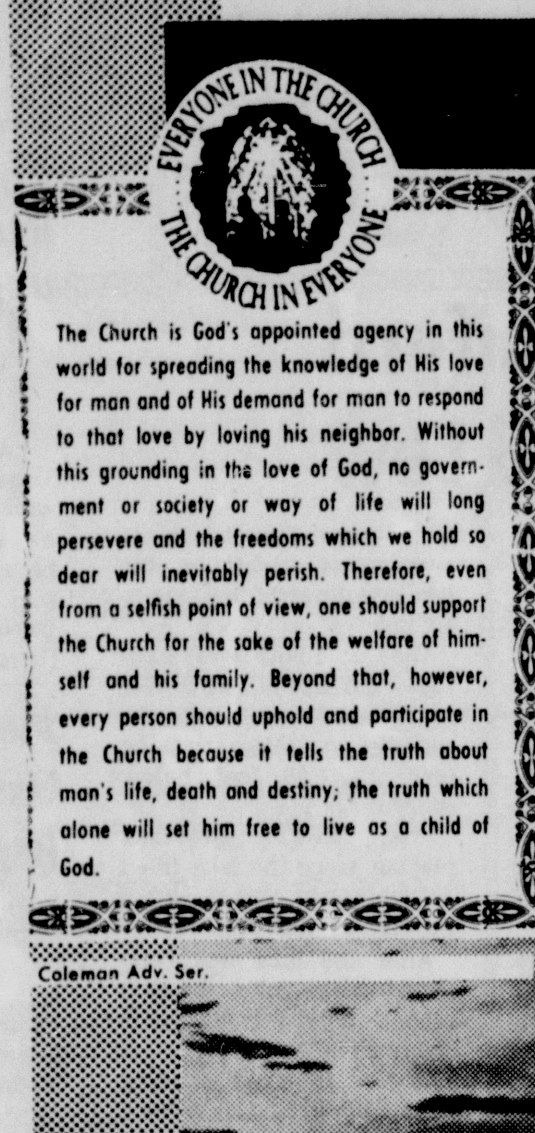 EVERYONE IN THE CHURCH
THE CHURCH IN EVERYONE
The Church is God's appointed agency in this
world for spreading the knowledge of His love
for man and of His demand for man to respond
to that love by loving his neighbor. Without
this grounding in the love of God, no govern-
ment or society or way of life will long
persevere and the freedoms which we hold so
dear will inevitably perish. Therefore, even
from a selfish point of view, one should support
the Church for the sake of the welfare of him-
self and his family. Beyond that, however,
every person should uphold and participate in
the Church because it tells the truth about
man's life, death and destiny; the truth which
alone will set him free to live as a child of
God.
Coleman Adv. Ser.